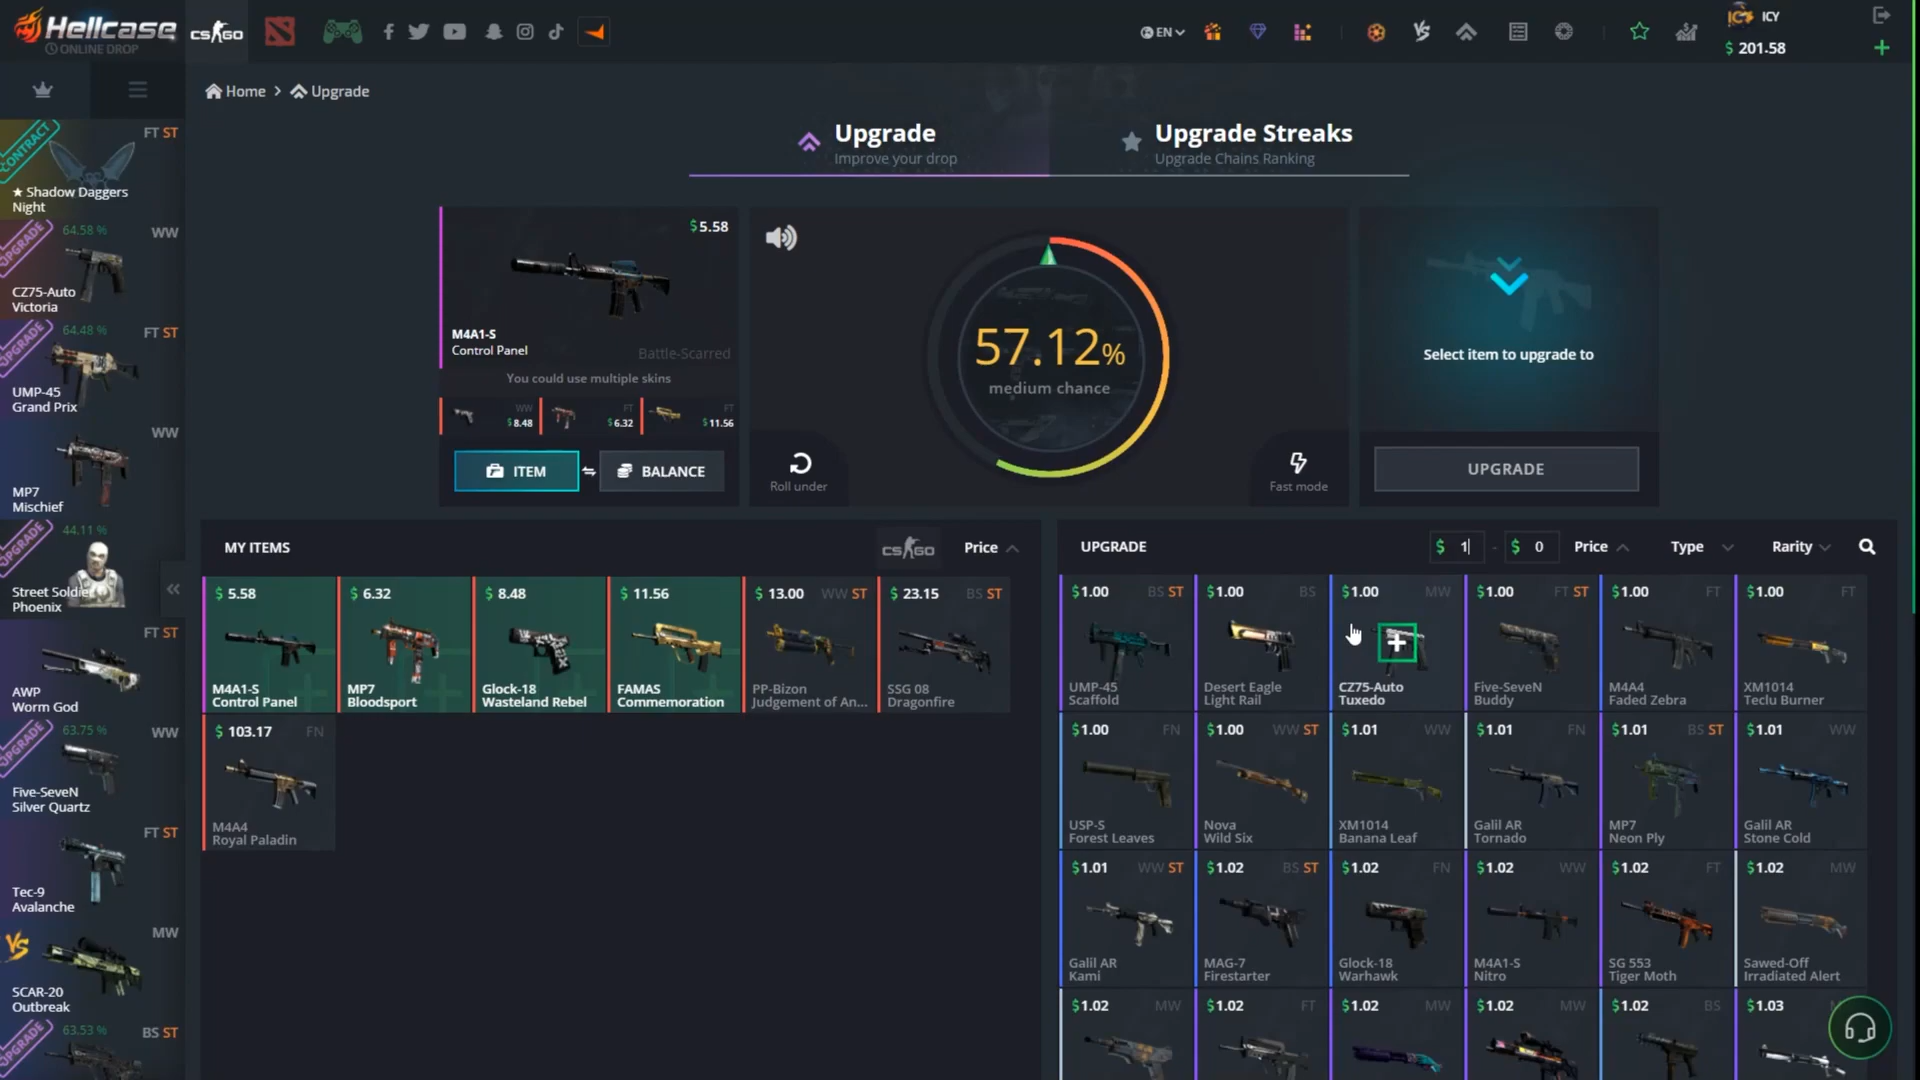 Hellcase
ONLINE DROP
CS:GO
EN
ICY
$ 201.58
Home > Upgrade
Upgrade
Improve your drop
Upgrade Streaks
Upgrade Chains Ranking
CONTRACT
FT ST
★ Shadow Daggers
Night
UPGRADE
64.58 %
WW
CZ75-Auto
Victoria
UPGRADE
64.48 %
FT ST
UMP-45
Grand Prix
WW
MP7
Mischief
UPGRADE
44.11 %
Street Soldier
Phoenix
FT ST
AWP
Worm God
UPGRADE
63.75 %
WW
Five-SeveN
Silver Quartz
FT ST
Tec-9
Avalanche
VS
MW
SCAR-20
Outbreak
UPGRADE
63.53 %
BS ST
$5.58
M4A1-S
Control Panel
Battle-Scarred
You could use multiple skins
WW
$8.48
FT
$6.32
FT
$11.56
ITEM
BALANCE
57.12%
medium chance
Roll under
Fast mode
Select item to upgrade to
UPGRADE
MY ITEMS
CS:GO
Price
$ 5.58
M4A1-S
Control Panel
$ 6.32
MP7
Bloodsport
$ 8.48
Glock-18
Wasteland Rebel
$ 11.56
FAMAS
Commemoration
$ 13.00 WW ST
PP-Bizon
Judgement of An...
$ 23.15 BS ST
SSG 08
Dragonfire
$ 103.17 FN
M4A4
Royal Paladin
UPGRADE
$ 1 - $ 0
Price
Type
Rarity
$1.00 BS ST
UMP-45
Scaffold
$1.00 BS
Desert Eagle
Light Rail
$1.00 MW
CZ75-Auto
Tuxedo
$1.00 FT ST
Five-SeveN
Buddy
$1.00 FT
M4A4
Faded Zebra
$1.00 FT
XM1014
Teclu Burner
$1.00 FN
USP-S
Forest Leaves
$1.00 WW ST
Nova
Wild Six
$1.01 WW
XM1014
Banana Leaf
$1.01 FN
Galil AR
Tornado
$1.01 BS ST
MP7
Neon Ply
$1.01 WW
Galil AR
Stone Cold
$1.01 WW ST
Galil AR
Kami
$1.02 BS ST
MAG-7
Firestarter
$1.02 FN
Glock-18
Warhawk
$1.02 WW
M4A1-S
Nitro
$1.02 FT
SG 553
Tiger Moth
$1.02 MW
Sawed-Off
Irradiated Alert
$1.02 MW
$1.02 FT
$1.02 MW
$1.02 MW
$1.02 BS
$1.03